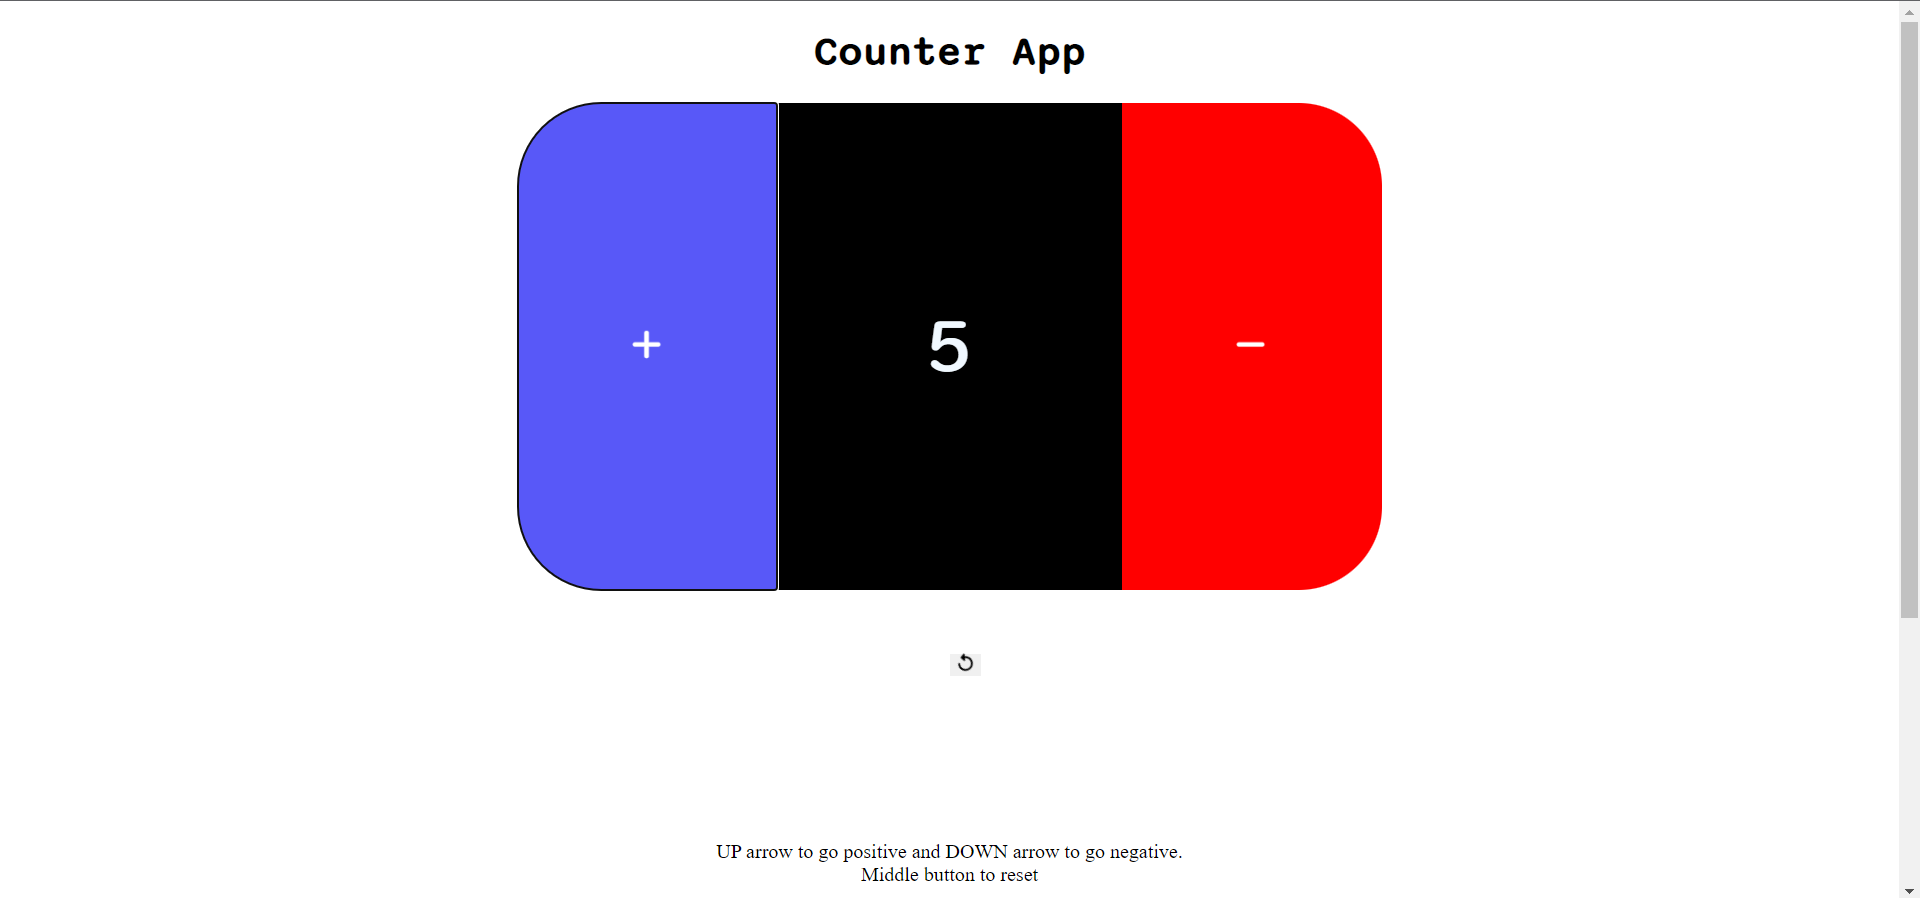 Counter App
+ 5 −
UP arrow to go positive and DOWN arrow to go negative.
Middle button to reset